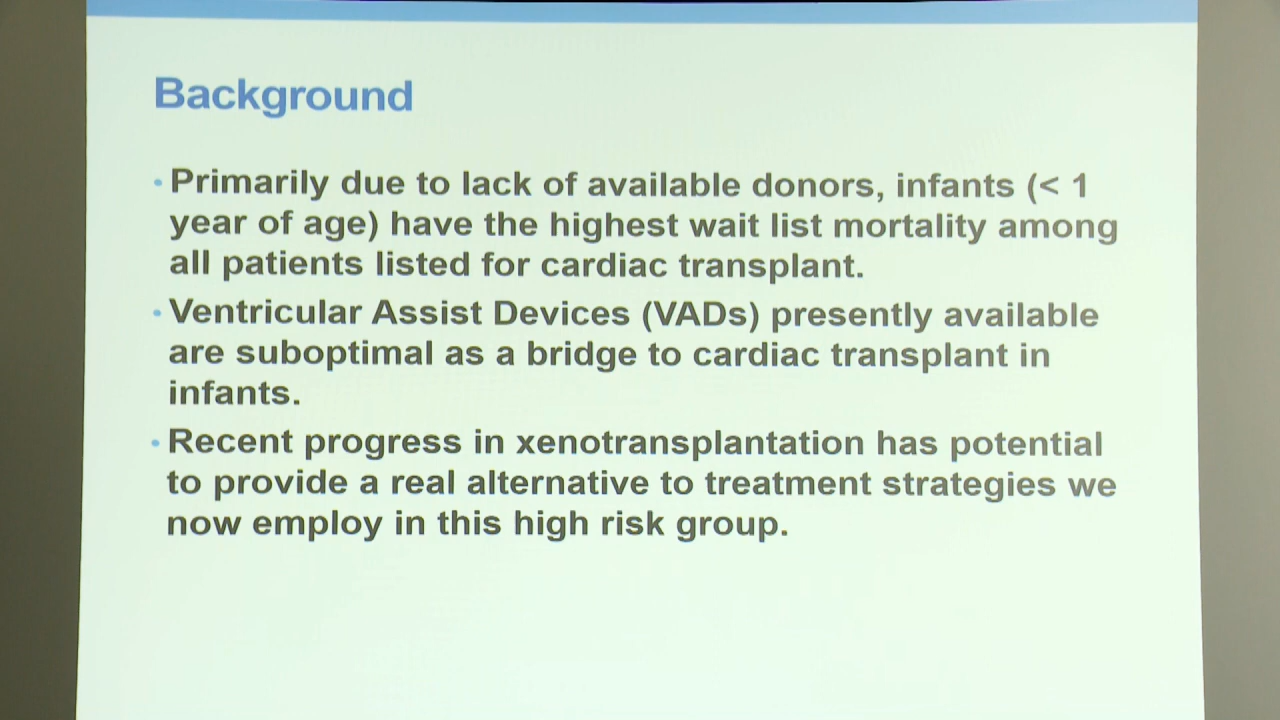 Background
• Primarily due to lack of available donors, infants (< 1
year of age) have the highest wait list mortality among
all patients listed for cardiac transplant.
• Ventricular Assist Devices (VADs) presently available
are suboptimal as a bridge to cardiac transplant in
infants.
• Recent progress in xenotransplantation has potential
to provide a real alternative to treatment strategies we
now employ in this high risk group.